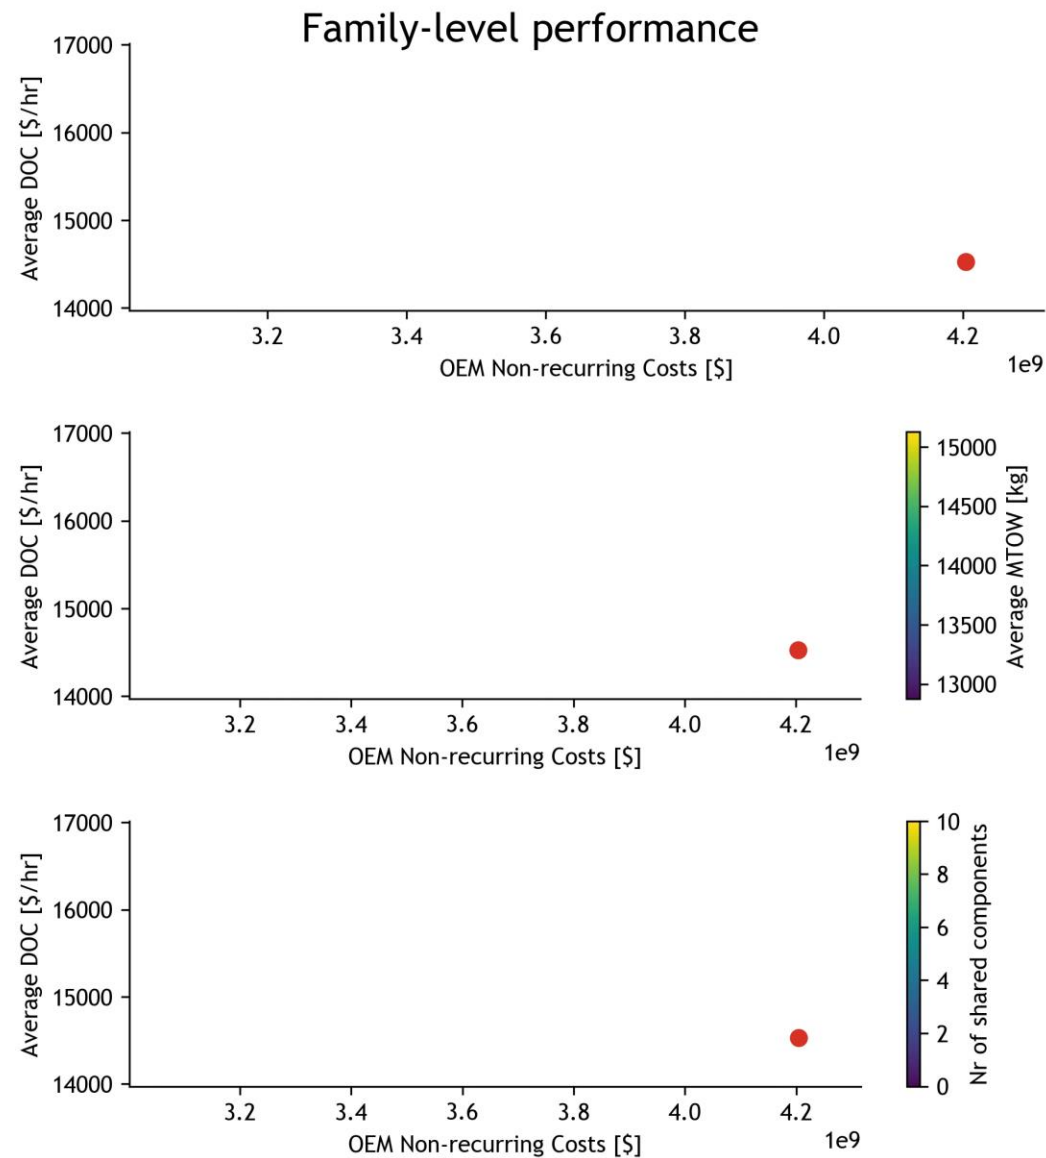 Family-level performance
17000
16000
15000
14000
Average DOC [$/hr]
3.2 3.4 3.6 3.8 4.0 4.2
1e9
OEM Non-recurring Costs [$]
17000
16000
15000
14000
Average DOC [$/hr]
3.2 3.4 3.6 3.8 4.0 4.2
1e9
OEM Non-recurring Costs [$]
15000
14500
14000
13500
13000
Average MTOW [kg]
17000
16000
15000
14000
Average DOC [$/hr]
3.2 3.4 3.6 3.8 4.0 4.2
1e9
OEM Non-recurring Costs [$]
10
8
6
4
2
0
Nr of shared components